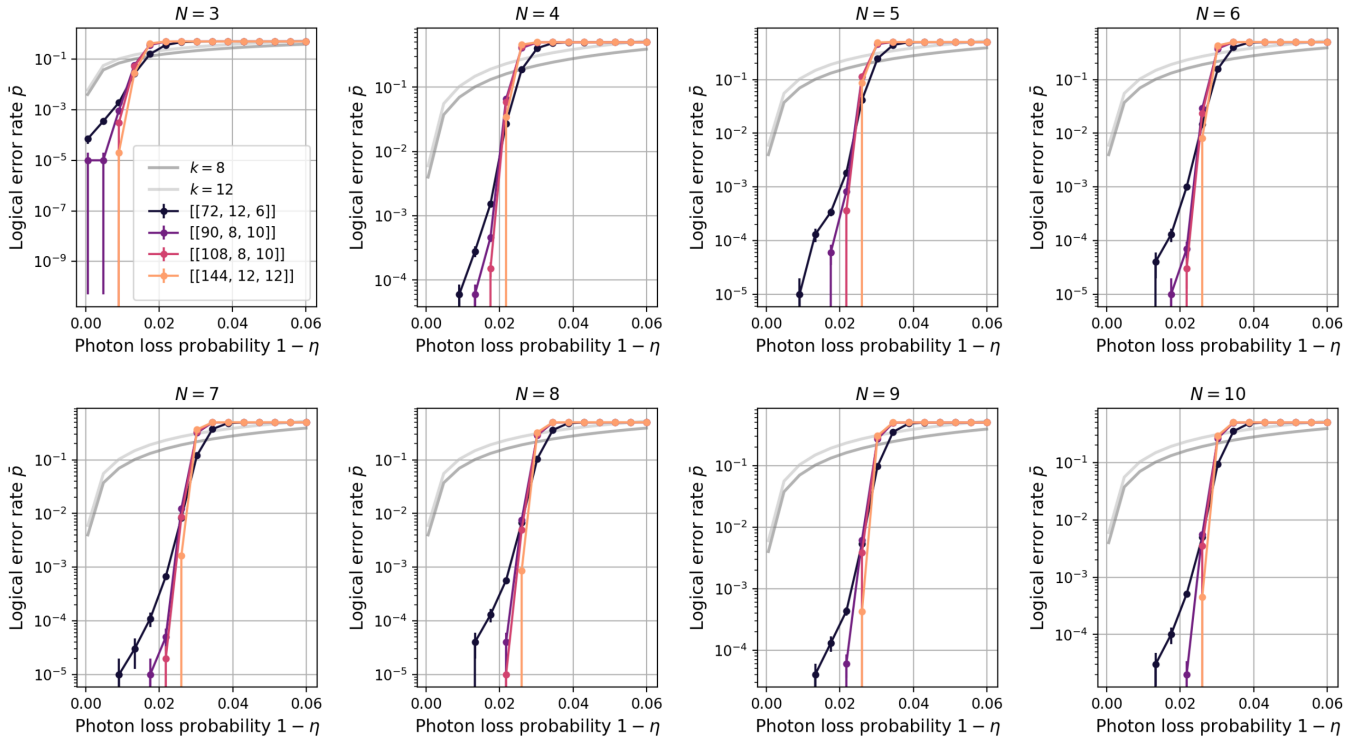 N = 3
N = 4
N = 5
N = 6
Logical error rate p̄
10⁻¹
10⁻³
10⁻⁵
10⁻⁷
10⁻⁹
k = 8
k = 12
[[72, 12, 6]]
[[90, 8, 10]]
[[108, 8, 10]]
[[144, 12, 12]]
0.00 0.02 0.04 0.06
Photon loss probability 1 − η
Logical error rate p̄
10⁻¹
10⁻²
10⁻³
10⁻⁴
0.00 0.02 0.04 0.06
Photon loss probability 1 − η
Logical error rate p̄
10⁻¹
10⁻²
10⁻³
10⁻⁴
10⁻⁵
0.00 0.02 0.04 0.06
Photon loss probability 1 − η
Logical error rate p̄
10⁻¹
10⁻²
10⁻³
10⁻⁴
10⁻⁵
0.00 0.02 0.04 0.06
Photon loss probability 1 − η
N = 7
N = 8
N = 9
N = 10
Logical error rate p̄
10⁻¹
10⁻²
10⁻³
10⁻⁴
10⁻⁵
0.00 0.02 0.04 0.06
Photon loss probability 1 − η
Logical error rate p̄
10⁻¹
10⁻²
10⁻³
10⁻⁴
10⁻⁵
0.00 0.02 0.04 0.06
Photon loss probability 1 − η
Logical error rate p̄
10⁻¹
10⁻²
10⁻³
10⁻⁴
0.00 0.02 0.04 0.06
Photon loss probability 1 − η
Logical error rate p̄
10⁻¹
10⁻²
10⁻³
10⁻⁴
0.00 0.02 0.04 0.06
Photon loss probability 1 − η